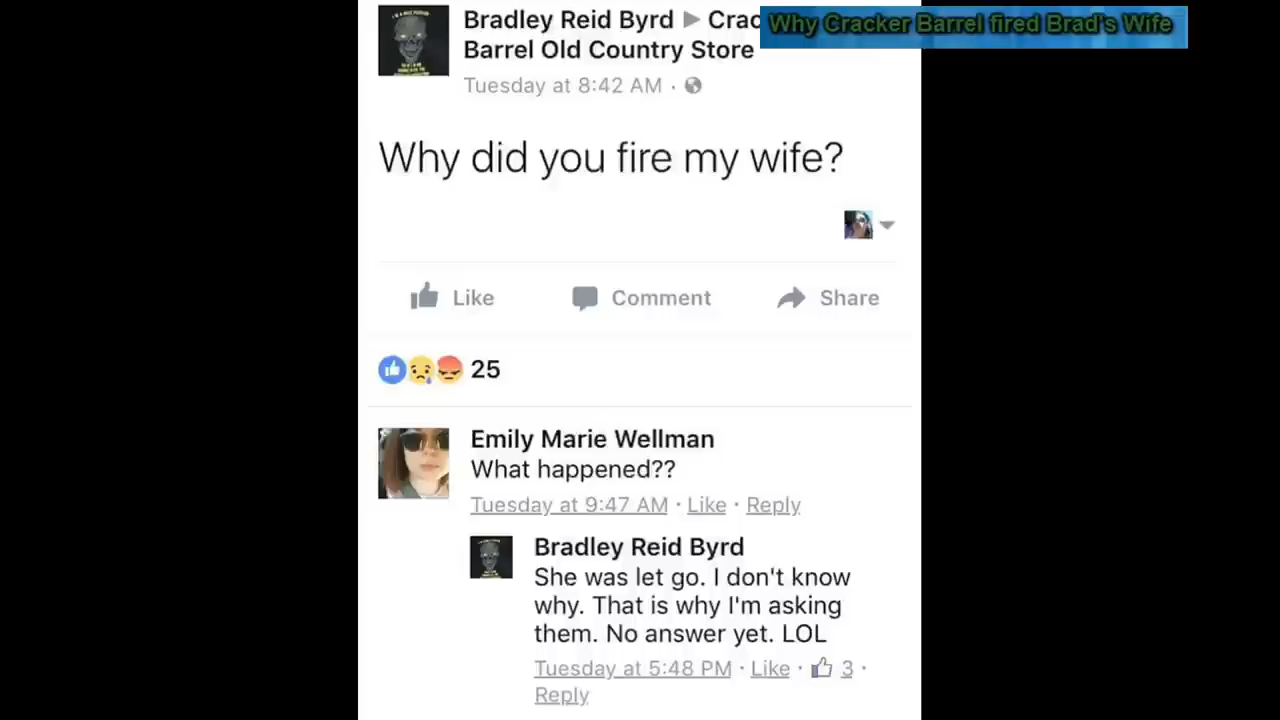 Bradley Reid Byrd ▶ Crac
Why Cracker Barrel fired Brad's Wife
Barrel Old Country Store
Tuesday at 8:42 AM ·
Why did you fire my wife?
Like Comment Share
25
Emily Marie Wellman
What happened??
Tuesday at 9:47 AM · Like · Reply
Bradley Reid Byrd
She was let go. I don't know
why. That is why I'm asking
them. No answer yet. LOL
Tuesday at 5:48 PM · Like · 3 ·
Reply